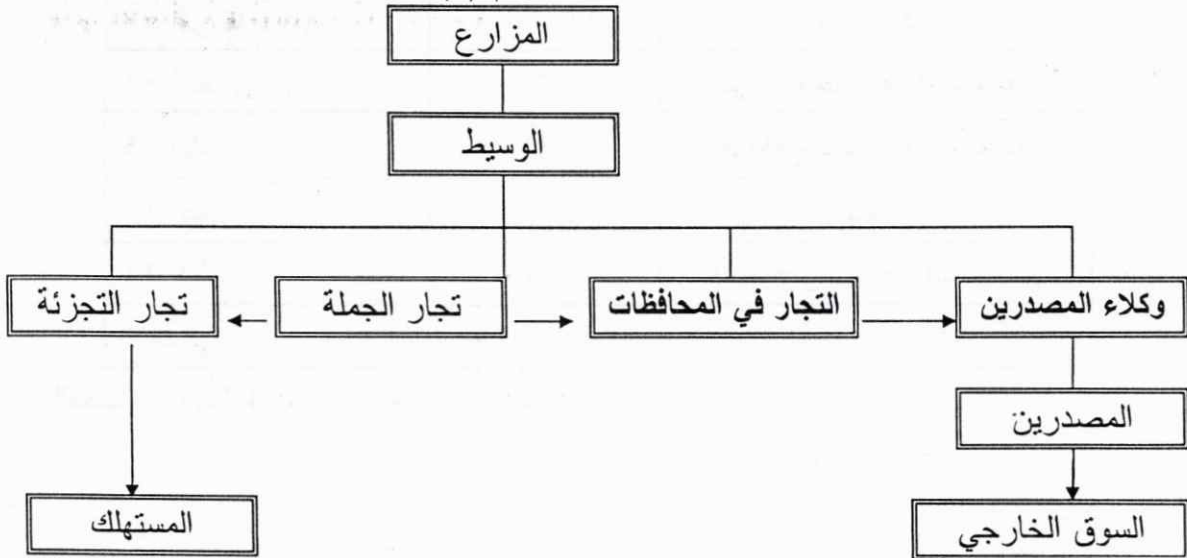 المزارع
الوسيط
وكلاء المصدرين
التجار في المحافظات
تجار الجملة
تجار التجزئة
المصدرين
السوق الخارجي
المستهلك